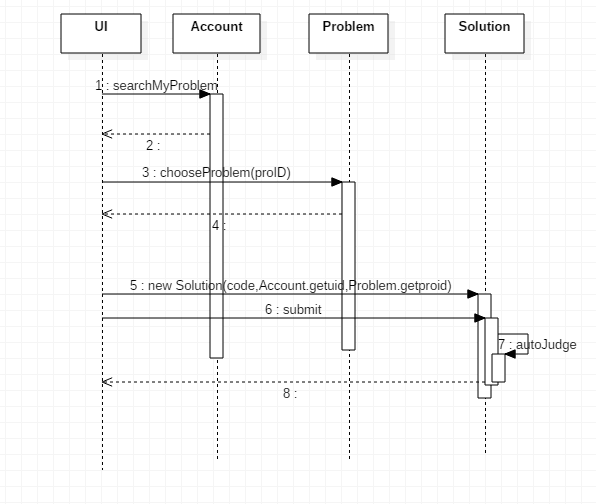 UI
Account
Problem
Solution
1 : searchMyProblem
2 :
3 : chooseProblem(proID)
4 :
5 : new Solution(code,Account.getuid,Problem.getproid)
6 : submit
7 : autoJudge
8 :